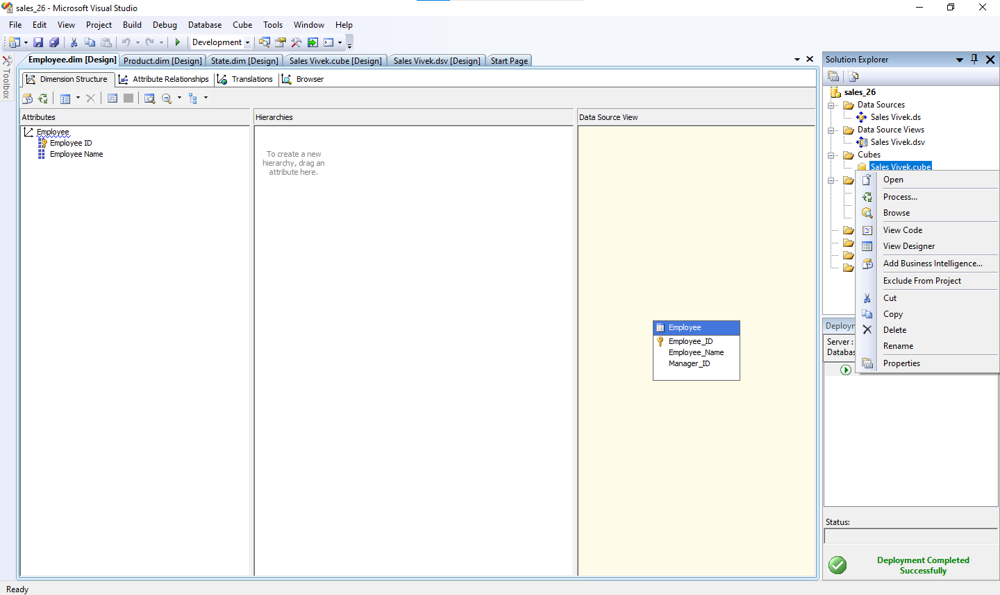 sales_26 - Microsoft Visual Studio
File Edit View Project Build Debug Database Cube Tools Window Help
Development
Employee.dim [Design] Product.dim [Design] State.dim [Design] Sales Vivek.cube [Design] Sales Vivek.dsv [Design] Start Page
Toolbox
Dimension Structure Attribute Relationships Translations Browser
Attributes
Employee
Employee ID
Employee Name
Hierarchies
To create a new
hierarchy, drag an
attribute here.
Data Source View
Employee
Employee_ID
Employee_Name
Manager_ID
Solution Explorer
sales_26
Data Sources
Sales Vivek.ds
Data Source Views
Sales Vivek.dsv
Cubes
Sales Vivek.cube
Open
Process...
Browse
View Code
View Designer
Add Business Intelligence...
Exclude From Project
Cut
Copy
Delete
Rename
Properties
Server :
Status:
Deployment Completed
Successfully
Ready